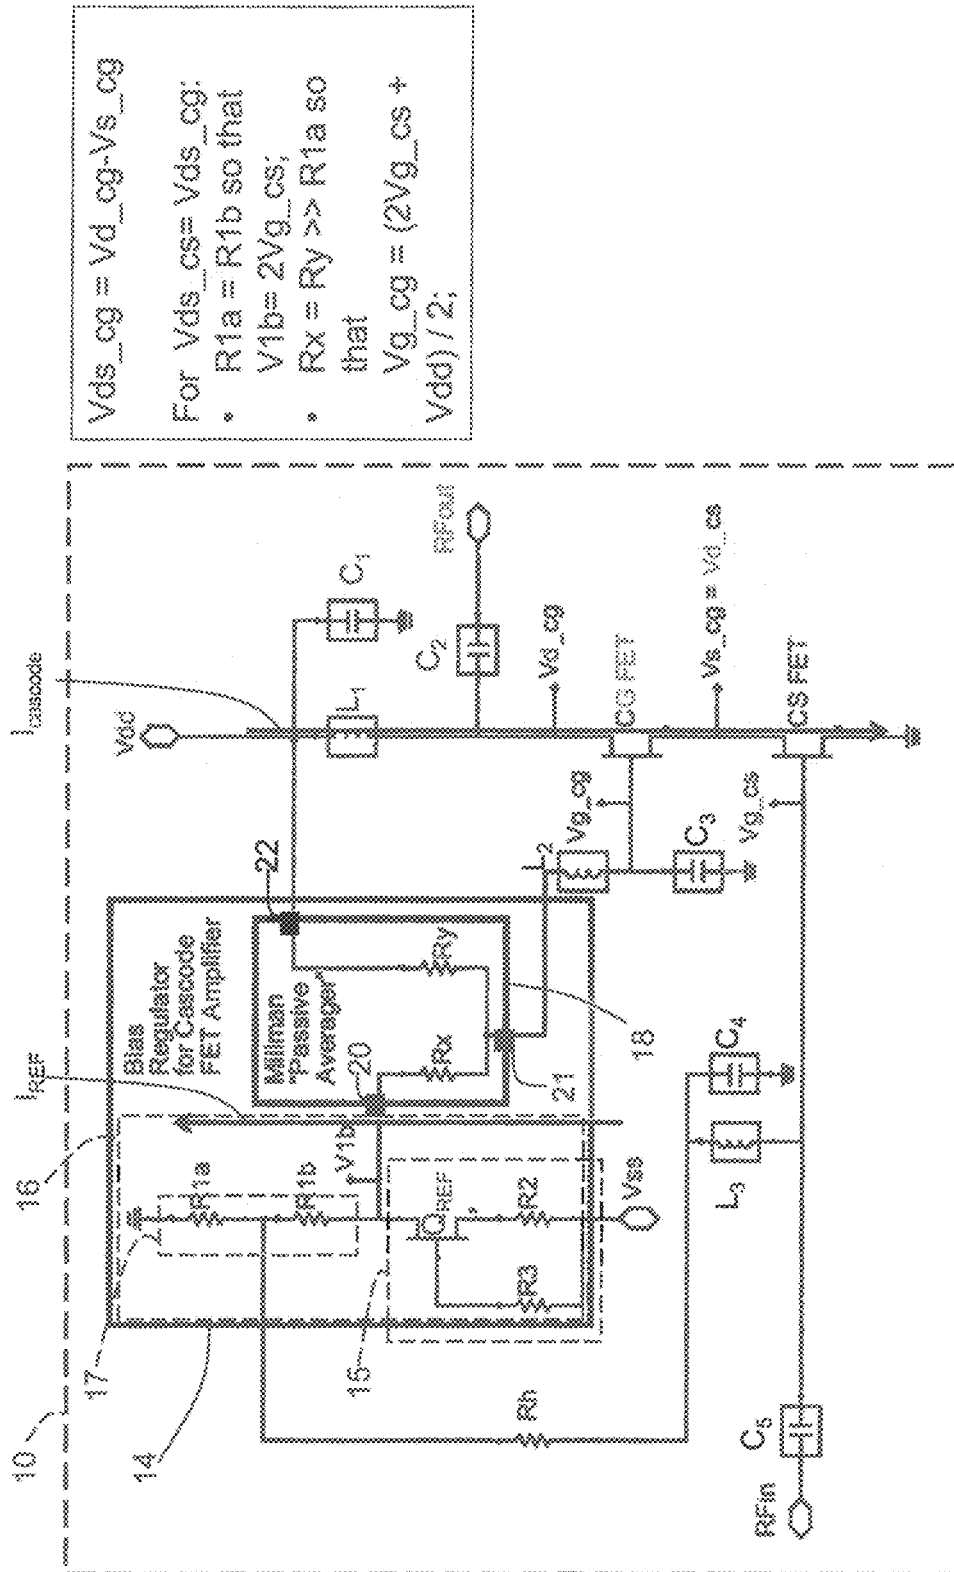 Vds_cg = Vd_cg-Vs_cg
For Vds_cs= Vds_cg:
• R1a = R1b so that
V1b= 2Vg_cs;
• Rx = Ry >> R1a so
that
Vg_cg = (2Vg_cs +
Vdd) / 2;
10
14
17
16
15
IREF
Icascode
Bias
Regulator
for Cascode
FET Amplifier
Millman
"Passive
Averager
22
20
21
18
R1a
R1b
V1b
QREF
R2
R3
Vss
Rx
Ry
Vdd
L1
C1
C2
RFout
Vd_cg
CG FET
Vs_cg = Vd_cs
CS FET
L2
Vg_cg
C3
Vg_cs
C4
L3
Rh
C5
RFin